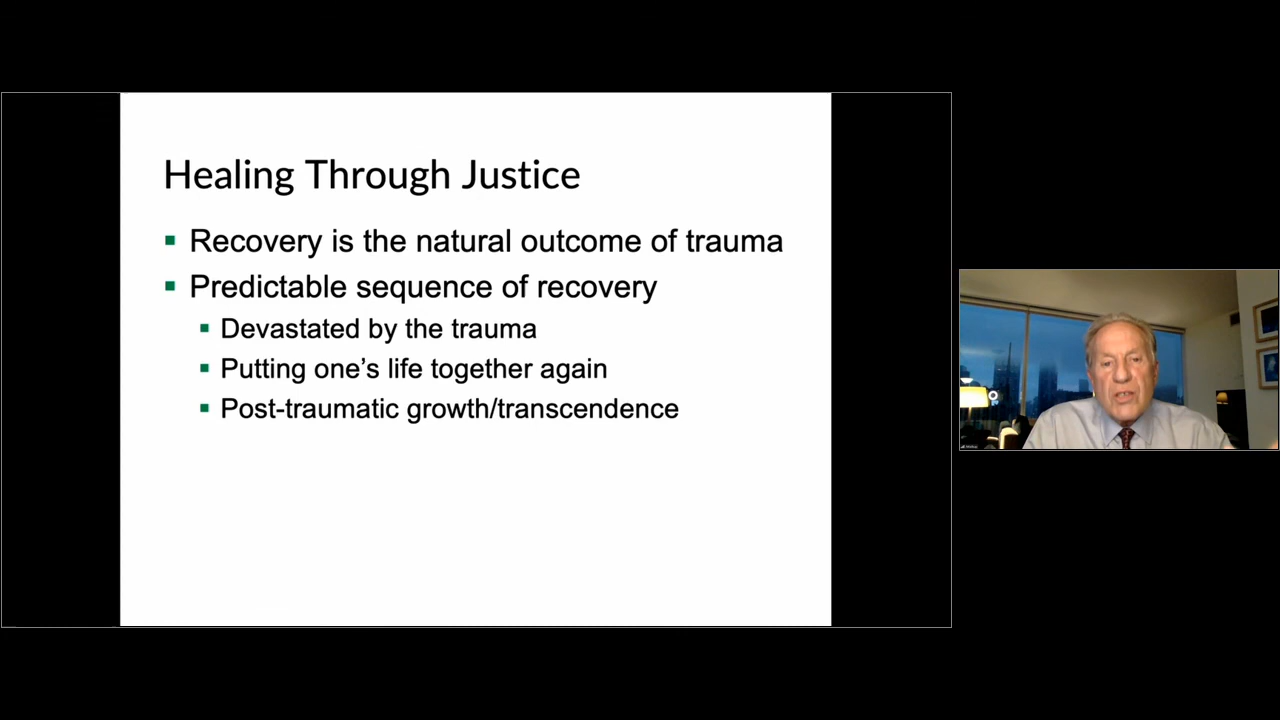 Healing Through Justice
Recovery is the natural outcome of trauma
Predictable sequence of recovery
Devastated by the trauma
Putting one’s life together again
Post-traumatic growth/transcendence